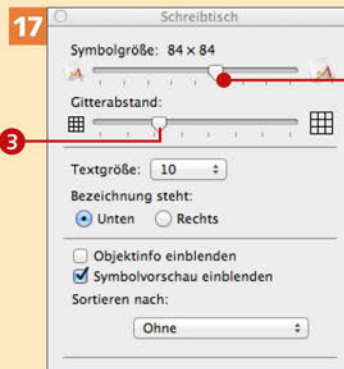 17
Schreibtisch
Symbolgröße: 84 × 84
Gitterabstand:
3
Textgröße: 10
Bezeichnung steht:
Unten Rechts
Objektinfo einblenden
Symbolvorschau einblenden
Sortieren nach:
Ohne